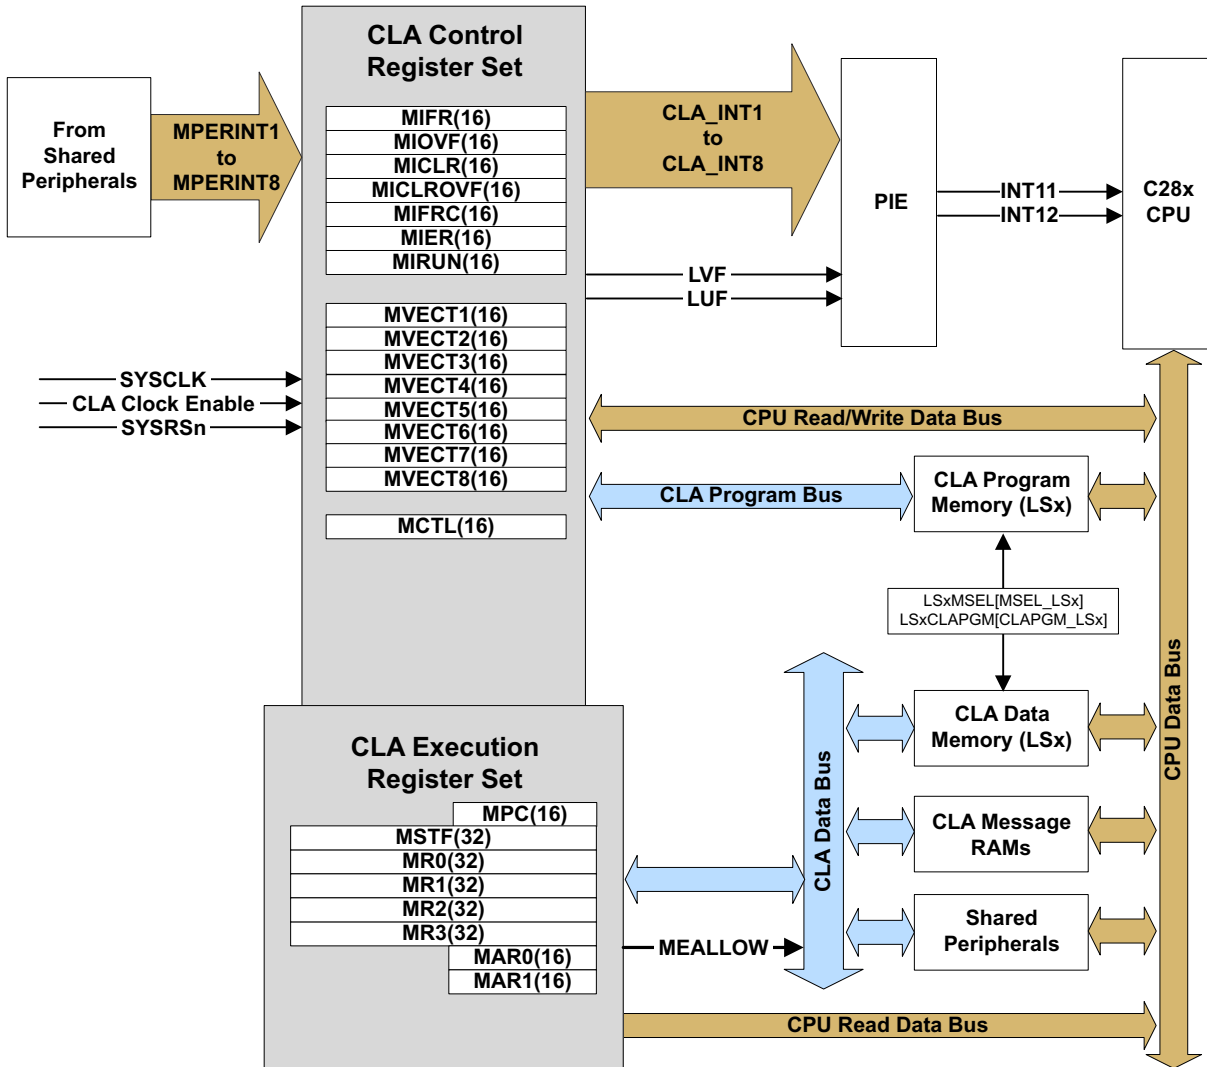 CLA Control
Register Set
From
Shared
Peripherals
MPERINT1
to
MPERINT8
MIFR(16)
MIOVF(16)
MICLR(16)
MICLROVF(16)
MIFRC(16)
MIER(16)
MIRUN(16)
CLA_INT1
to
CLA_INT8
LVF
LUF
PIE
INT11
INT12
C28x
CPU
MVECT1(16)
MVECT2(16)
MVECT3(16)
MVECT4(16)
MVECT5(16)
MVECT6(16)
MVECT7(16)
MVECT8(16)
SYSCLK
CLA Clock Enable
SYSRSn
MCTL(16)
CPU Read/Write Data Bus
CLA Program Bus
CLA Program
Memory (LSx)
LSxMSEL[MSEL_LSx]
LSxCLAPGM[CLAPGM_LSx]
CLA Data
Memory (LSx)
CLA Message
RAMs
Shared
Peripherals
CLA Data Bus
CPU Data Bus
CLA Execution
Register Set
MPC(16)
MSTF(32)
MR0(32)
MR1(32)
MR2(32)
MR3(32)
MAR0(16)
MAR1(16)
MEALLOW
CPU Read Data Bus